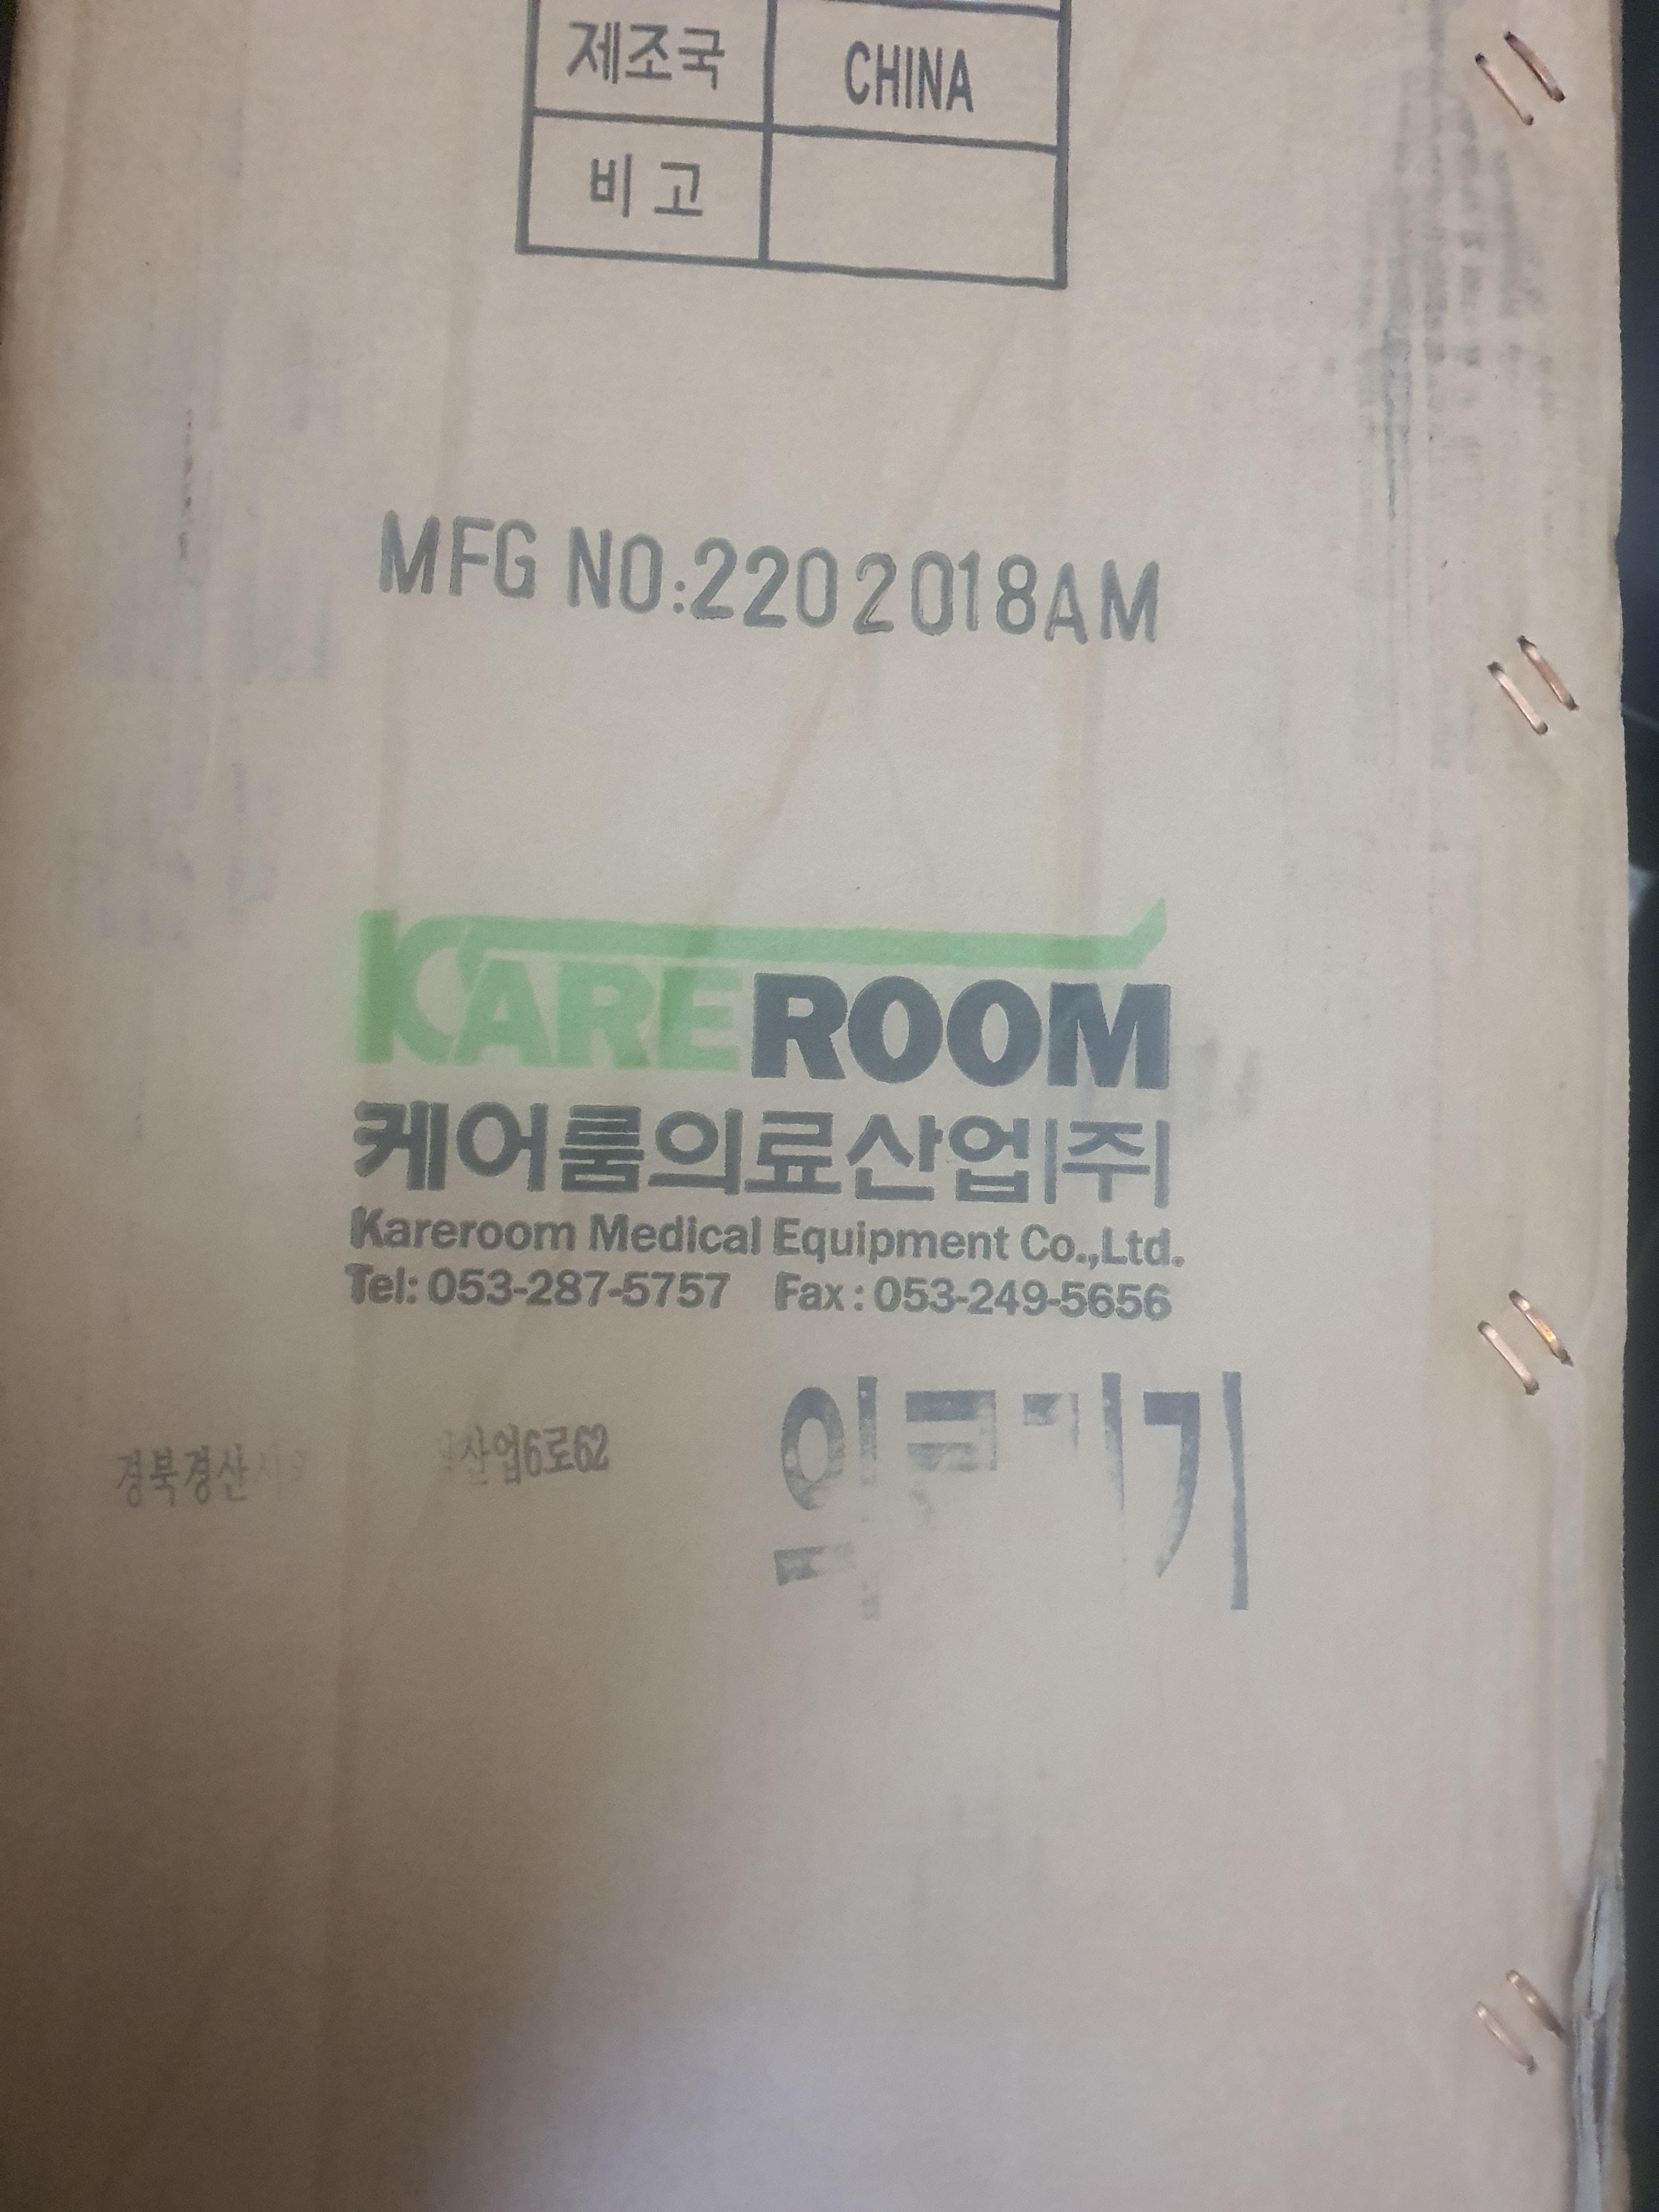 제조국 CHINA
비고
MFG NO:2202018AM
KAREROOM
케어룸의료산업|주|
Kareroom Medical Equipment Co.,Ltd.
Tel: 053-287-5757 Fax : 053-249-5656
경북경산 산업6로62